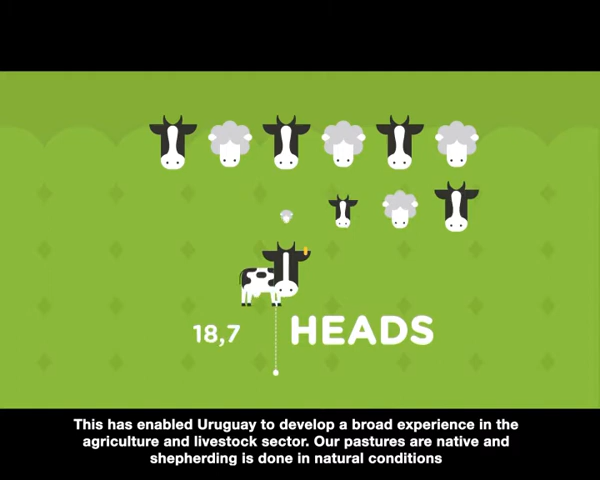 18,7 HEADS
This has enabled Uruguay to develop a broad experience in the
agriculture and livestock sector. Our pastures are native and
shepherding is done in natural conditions